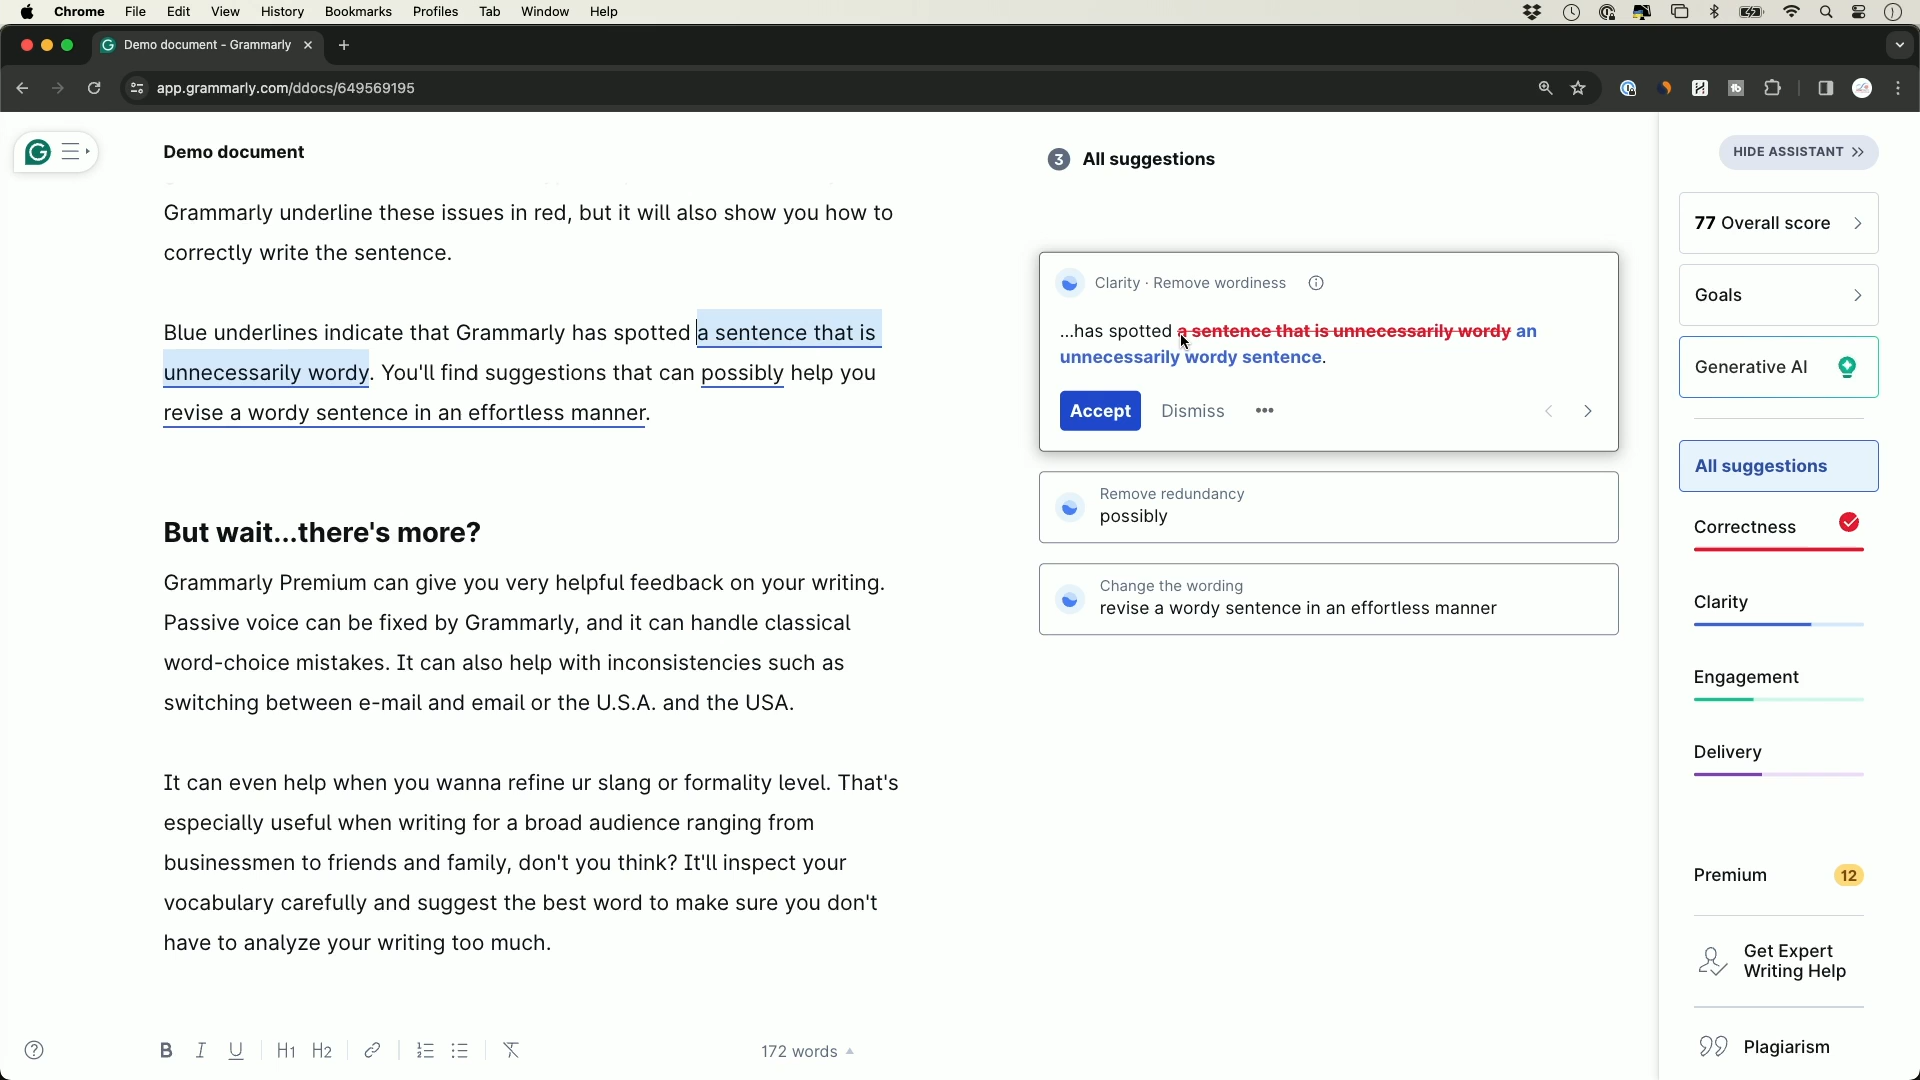 Chrome File Edit View History Bookmarks Profiles Tab Window Help
Demo document - Grammarly
app.grammarly.com/ddocs/649569195
Demo document
Grammarly underline these issues in red, but it will also show you how to
correctly write the sentence.
Blue underlines indicate that Grammarly has spotted a sentence that is
unnecessarily wordy. You'll find suggestions that can possibly help you
revise a wordy sentence in an effortless manner.
But wait...there's more?
Grammarly Premium can give you very helpful feedback on your writing.
Passive voice can be fixed by Grammarly, and it can handle classical
word-choice mistakes. It can also help with inconsistencies such as
switching between e-mail and email or the U.S.A. and the USA.
It can even help when you wanna refine ur slang or formality level. That's
especially useful when writing for a broad audience ranging from
businessmen to friends and family, don't you think? It'll inspect your
vocabulary carefully and suggest the best word to make sure you don't
have to analyze your writing too much.
B I U H1 H2
172 words
3 All suggestions
Clarity · Remove wordiness
...has spotted a sentence that is unnecessarily wordy an
unnecessarily wordy sentence.
Accept Dismiss •••
Remove redundancy
possibly
Change the wording
revise a wordy sentence in an effortless manner
HIDE ASSISTANT
77 Overall score
Goals
Generative AI
All suggestions
Correctness
Clarity
Engagement
Delivery
Premium 12
Get Expert
Writing Help
Plagiarism